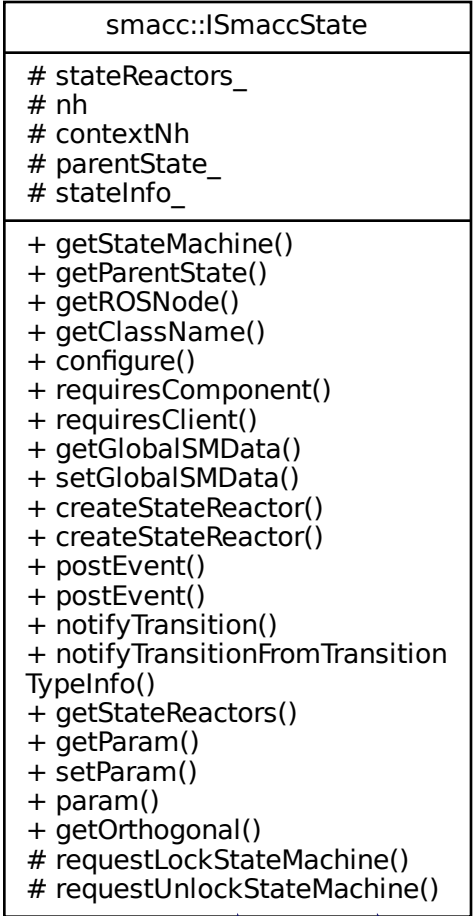 smacc::ISmaccState
# stateReactors_
# nh
# contextNh
# parentState_
# stateInfo_
+ getStateMachine()
+ getParentState()
+ getROSNode()
+ getClassName()
+ configure()
+ requiresComponent()
+ requiresClient()
+ getGlobalSMData()
+ setGlobalSMData()
+ createStateReactor()
+ createStateReactor()
+ postEvent()
+ postEvent()
+ notifyTransition()
+ notifyTransitionFromTransition
TypeInfo()
+ getStateReactors()
+ getParam()
+ setParam()
+ param()
+ getOrthogonal()
# requestLockStateMachine()
# requestUnlockStateMachine()